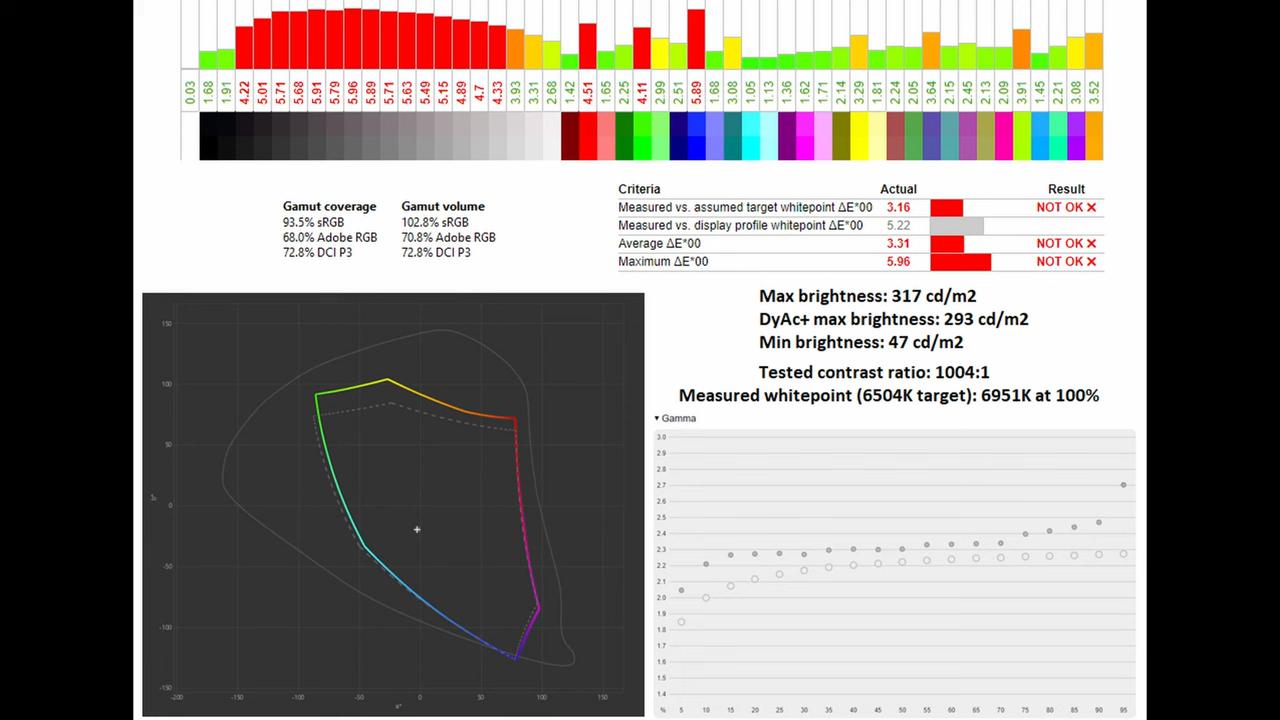 0.03 1.68 1.91 4.22 5.01 5.71 5.68 5.91 5.79 5.96 5.89 5.71 5.63 5.49 5.15 4.89 4.7 4.33 3.93 3.31 2.68 1.42 4.51 1.65 2.25 4.11 2.99 2.51 5.89 1.68 3.08 1.05 1.13 1.36 1.62 1.71 2.14 3.29 1.81 2.24 2.05 3.64 2.15 2.45 2.13 2.09 3.91 1.45 2.21 3.08 3.52
Gamut coverage Gamut volume
93.5% sRGB 102.8% sRGB
68.0% Adobe RGB 70.8% Adobe RGB
72.8% DCI P3 72.8% DCI P3
Criteria Actual Result
Measured vs. assumed target whitepoint ΔE*00 3.16 NOT OK ✕
Measured vs. display profile whitepoint ΔE*00 5.22
Average ΔE*00 3.31 NOT OK ✕
Maximum ΔE*00 5.96 NOT OK ✕
Max brightness: 317 cd/m2
DyAc+ max brightness: 293 cd/m2
Min brightness: 47 cd/m2
Tested contrast ratio: 1004:1
Measured whitepoint (6504K target): 6951K at 100%
150
100
50
0
-50
-100
-150
b*
-200 -150 -100 -50 0 50 100 150
a*
▼ Gamma
3.0
2.9
2.8
2.7
2.6
2.5
2.4
2.3
2.2
2.1
2.0
1.9
1.8
1.7
1.6
1.5
1.4
% 5 10 15 20 25 30 35 40 45 50 55 60 65 70 75 80 85 90 95